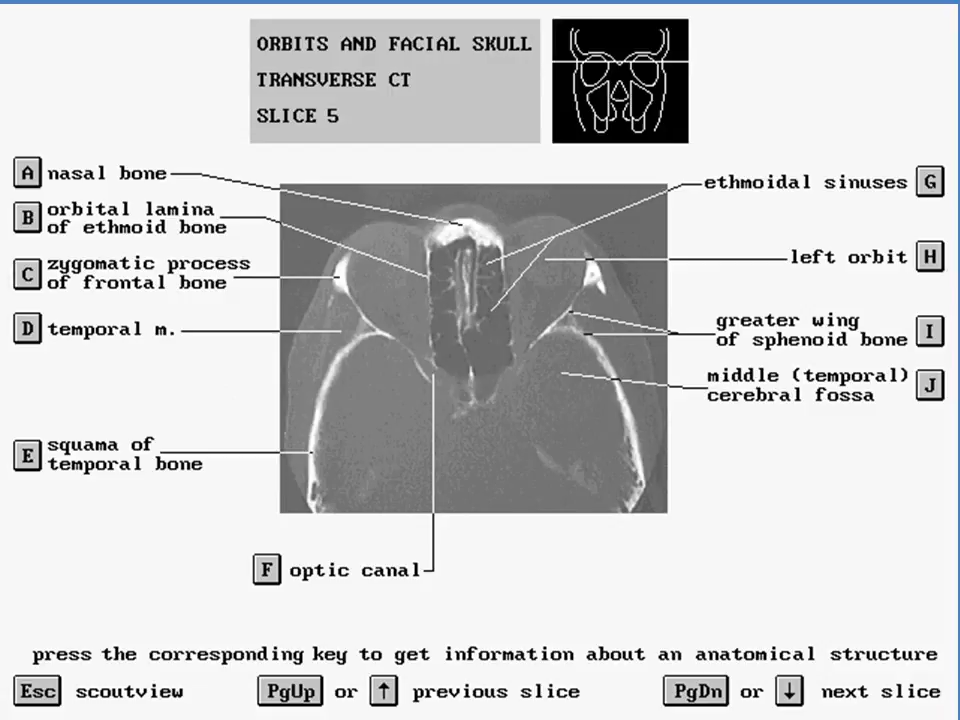 ORBITS AND FACIAL SKULL
TRANSVERSE CT
SLICE 5
A nasal bone
B orbital lamina
of ethmoid bone
C zygomatic process
of frontal bone
D temporal m.
E squama of
temporal bone
F optic canal
ethmoidal sinuses G
left orbit H
greater wing
of sphenoid bone I
middle (temporal)
cerebral fossa J
press the corresponding key to get information about an anatomical structure
Esc scoutview PgUp or ↑ previous slice PgDn or ↓ next slice